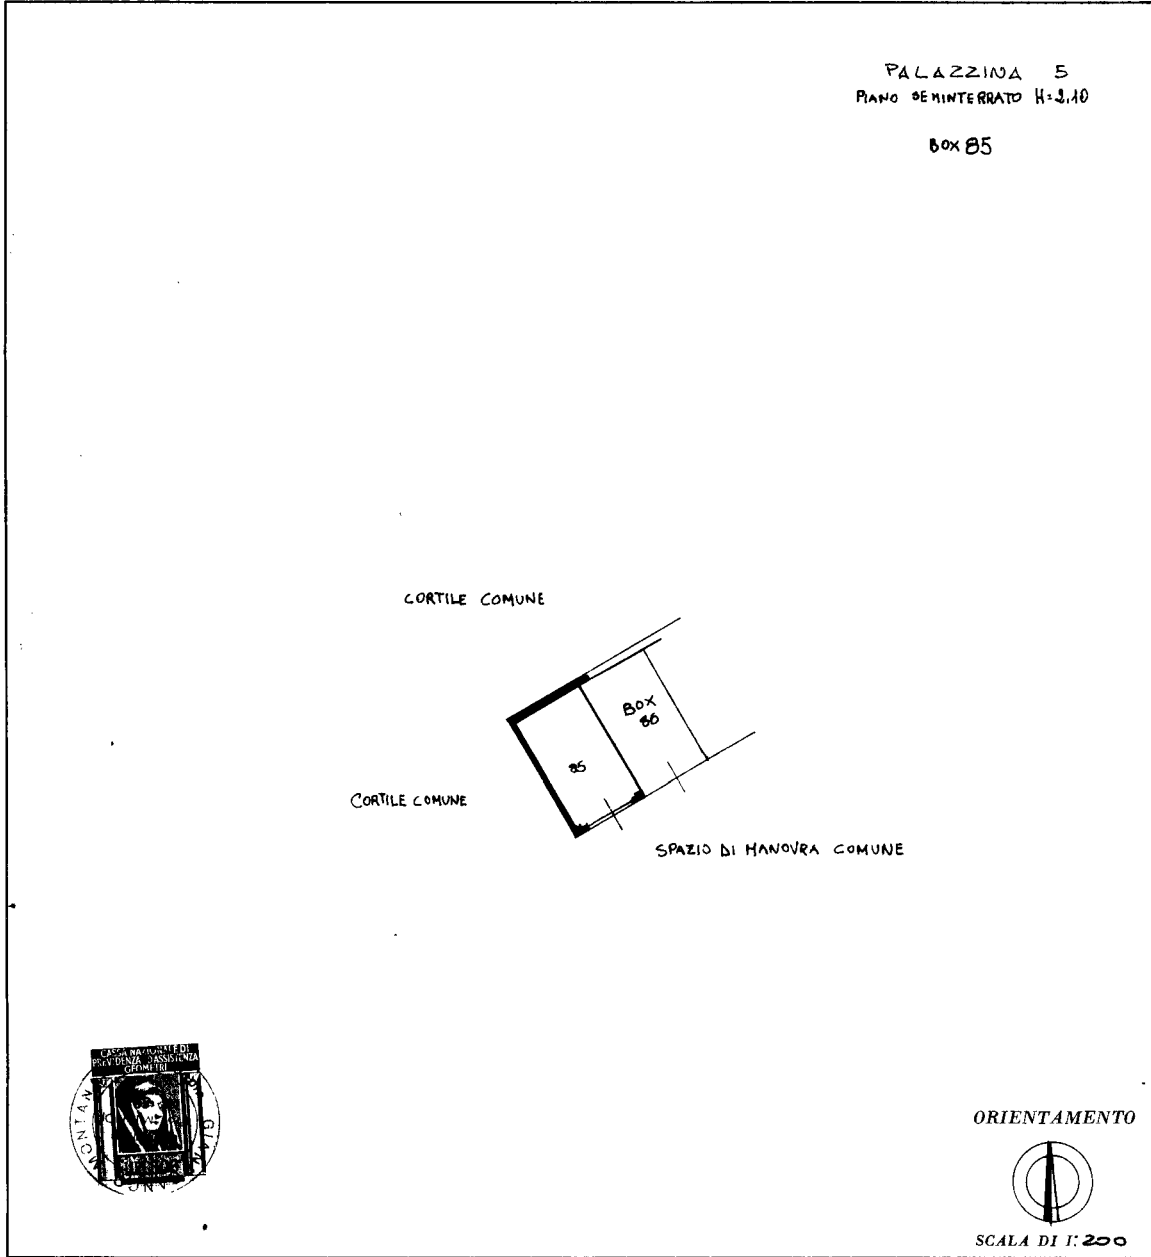 PALAZZINA 5
PIANO SEMINTERRATO H=2,10
BOX 85
CORTILE COMUNE
BOX
86
85
CORTILE COMUNE
SPAZIO DI MANOVRA COMUNE
CASSA NAZIONALE DI
PREVIDENZA D'ASSISTENZA
GEOMETRI
ORIENTAMENTO
SCALA DI 1:200